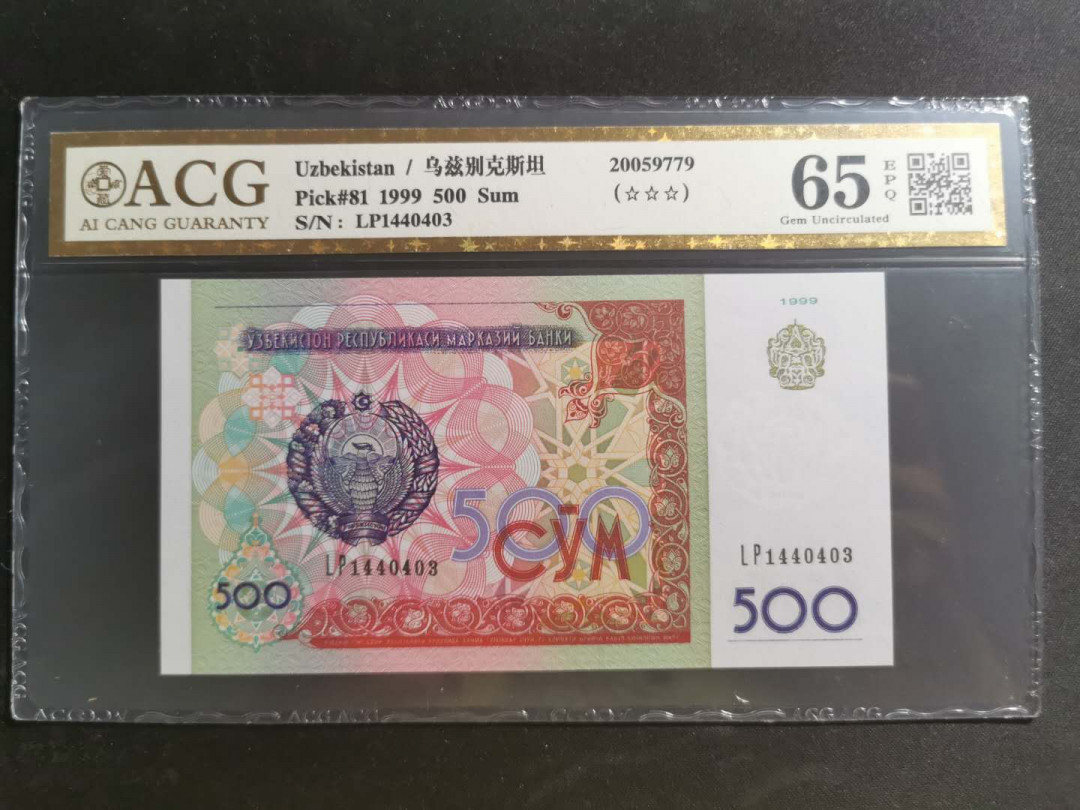 ACG
AI CANG GUARANTY
Uzbekistan / 乌兹别克斯坦
Pick#81 1999 500 Sum
S/N: LP1440403
20059779
(☆☆☆)
65
EPQ
Gem Uncirculated
ЎЗБЕКИСТОН РЕСПУБЛИКАСИ МАРКАЗИЙ БАНКИ
1999
500
СЎМ
LP1440403
500
LP1440403
500